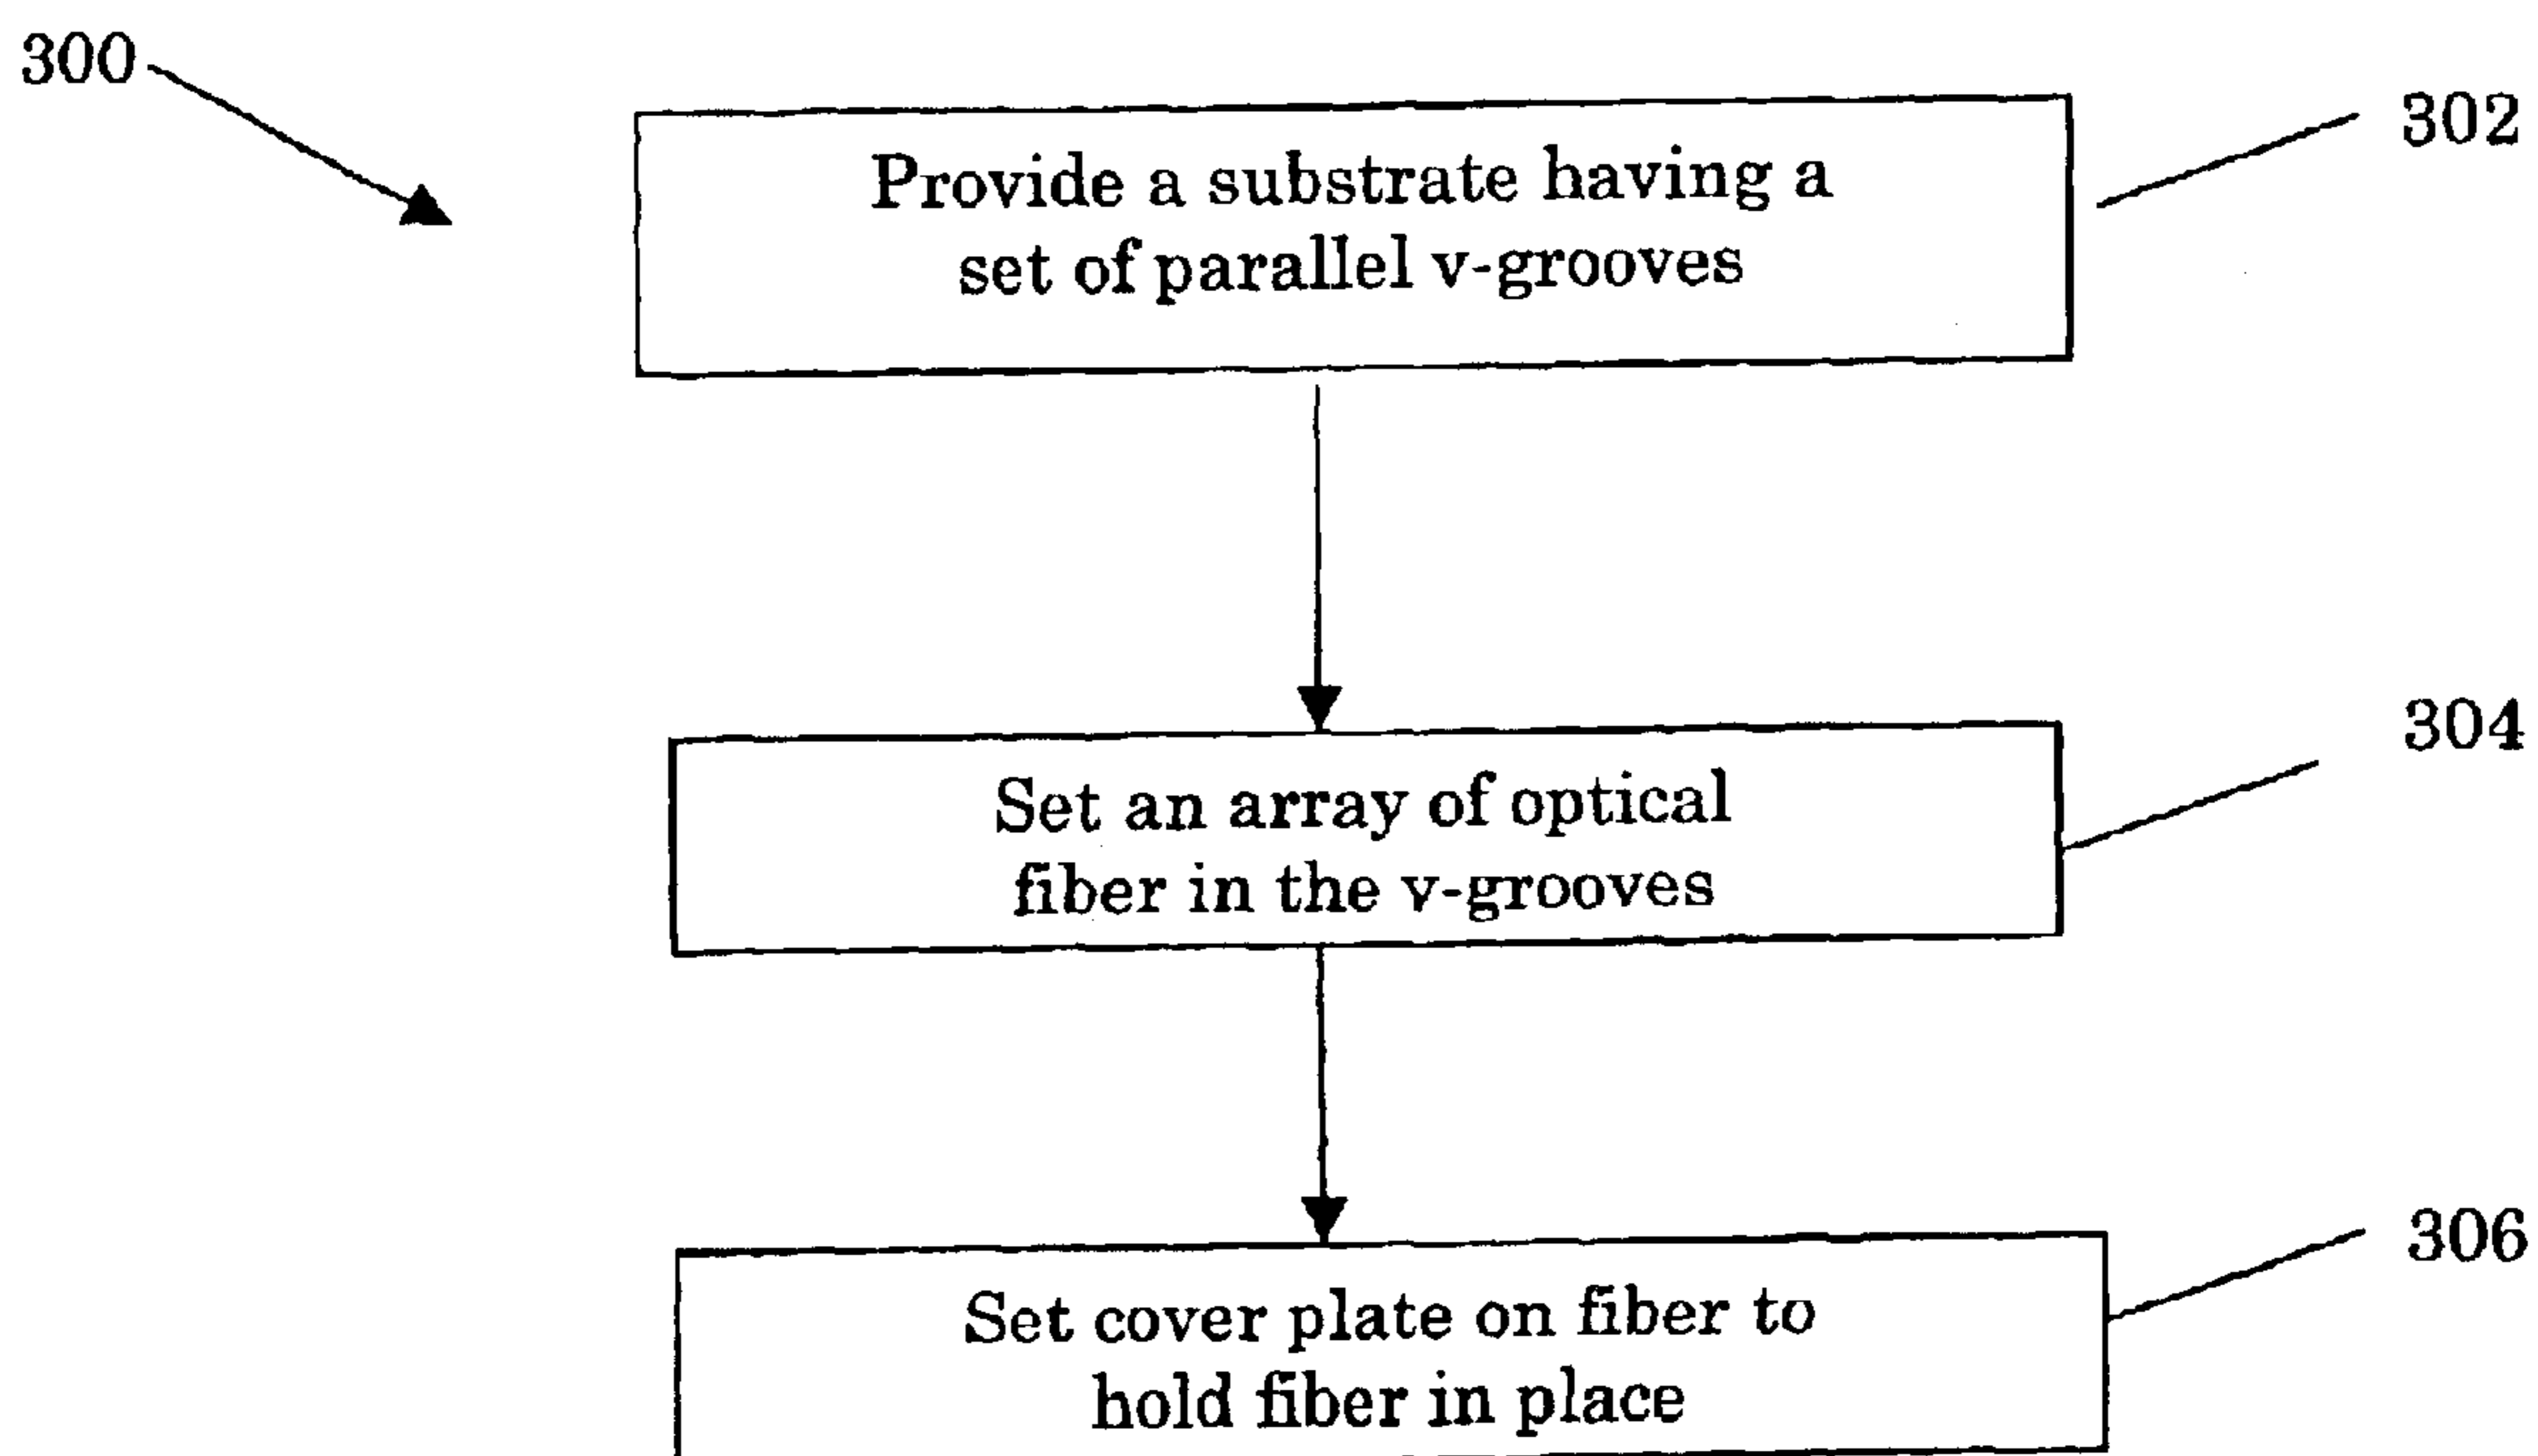 300
302
Provide a substrate having a
set of parallel v-grooves
304
Set an array of optical
fiber in the v-grooves
306
Set cover plate on fiber to
hold fiber in place